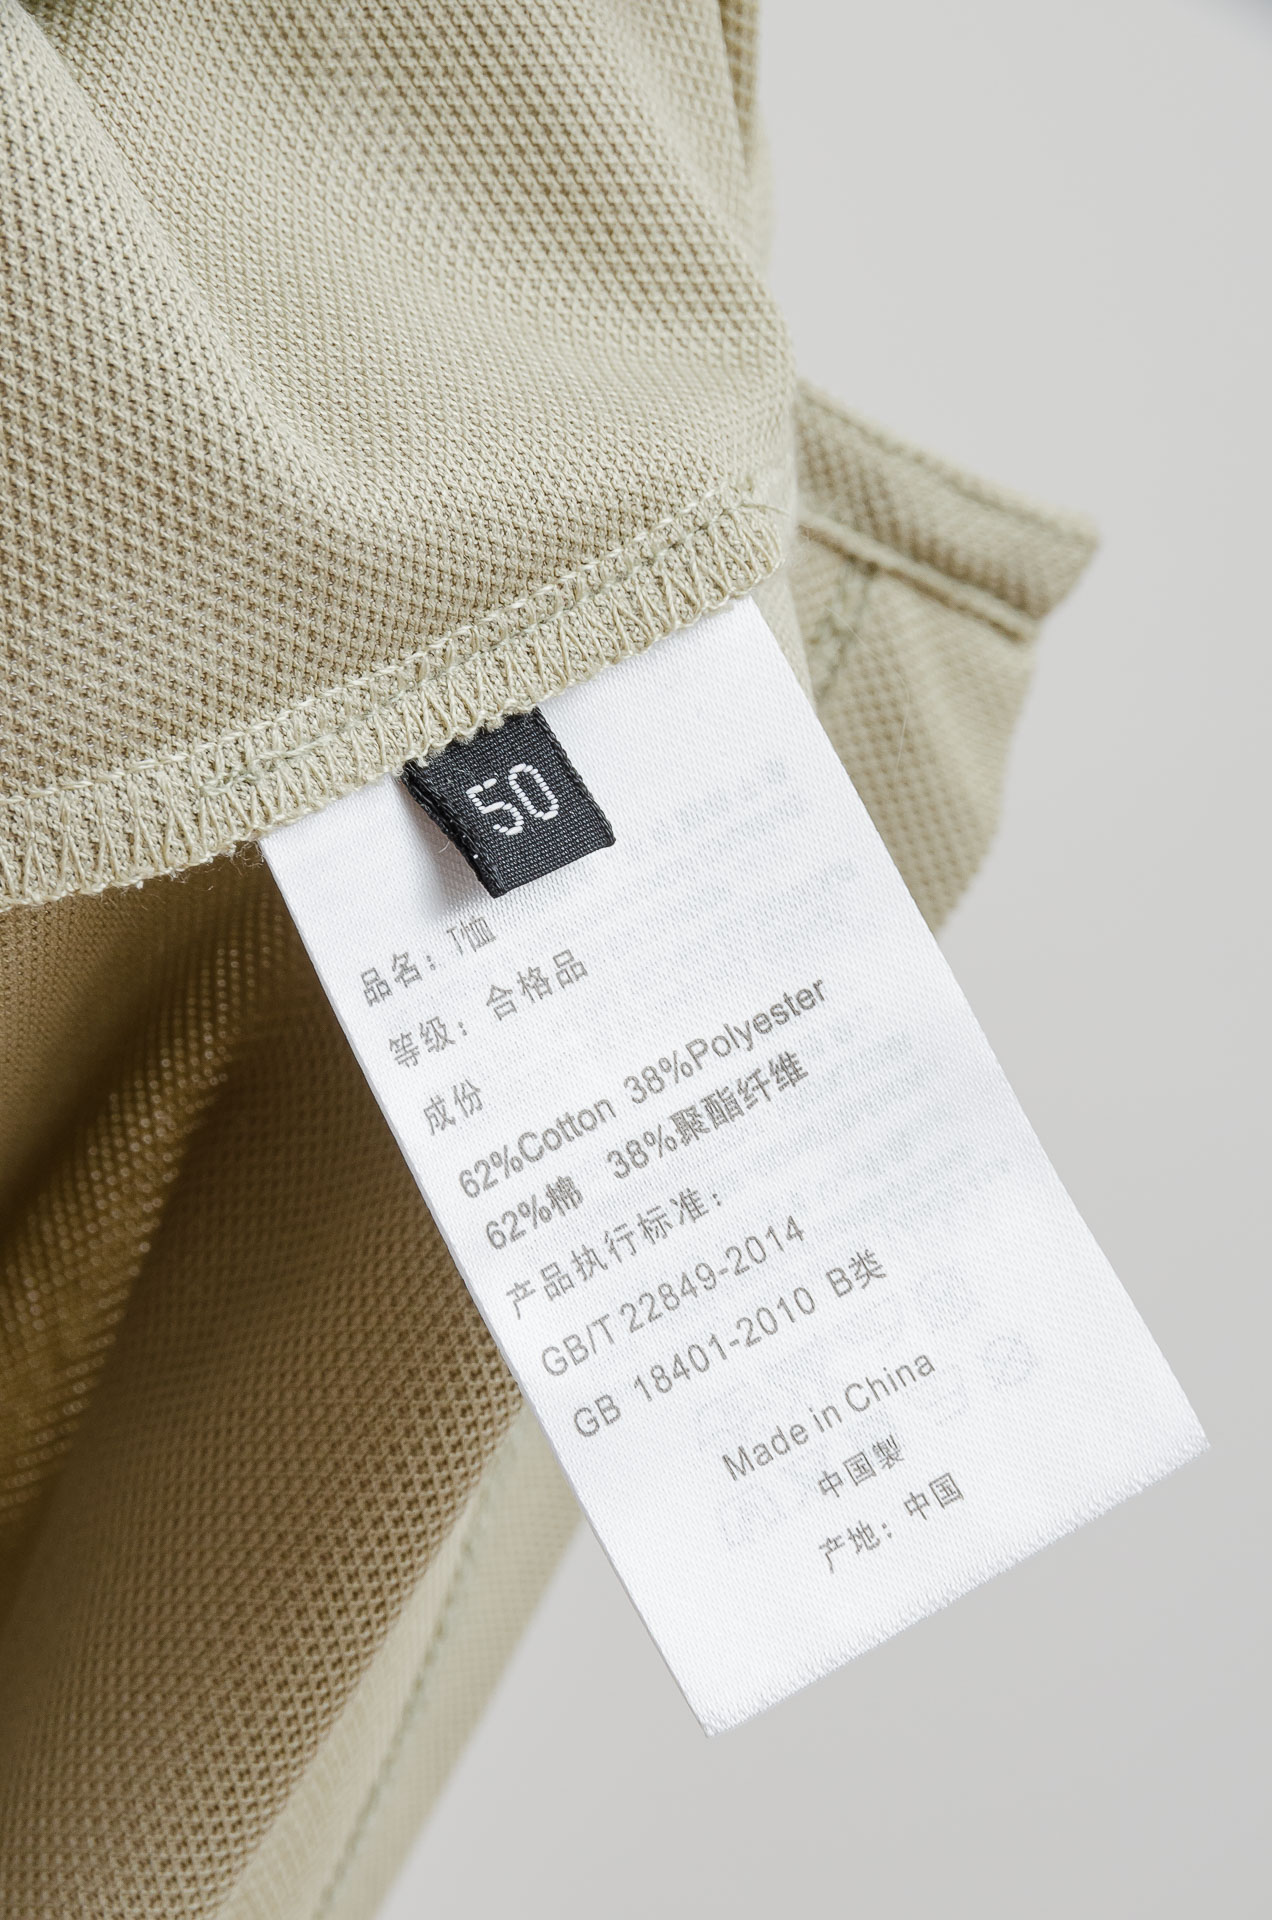 50
品名：T恤
等级：合格品
成份
62%Cotton 38%Polyester
62%棉 38%聚酯纤维
产品执行标准：
GB/T 22849-2014
GB 18401-2010 B类
Made in China
中国製
产地：中国